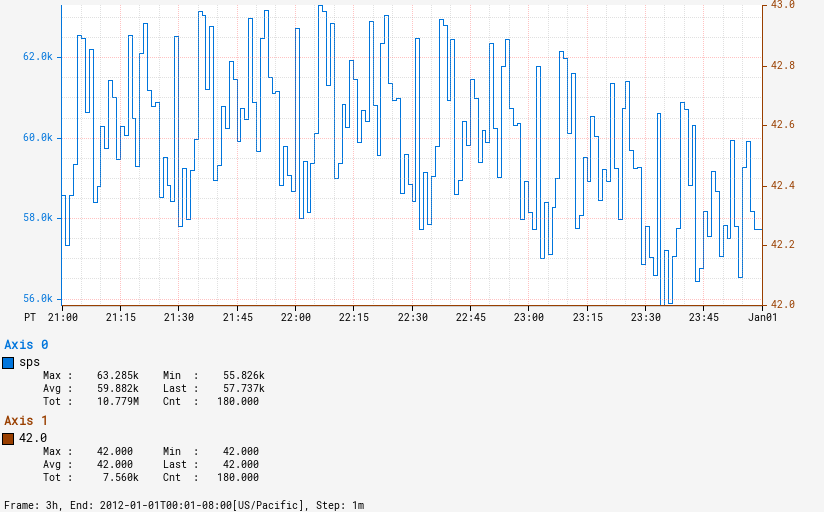 43.0
62.0k
42.8
60.0k
42.6
42.4
58.0k
42.2
56.0k
42.0
PT 21:00 21:15 21:30 21:45 22:00 22:15 22:30 22:45 23:00 23:15 23:30 23:45 Jan01
Axis 0
sps
Max : 63.285k Min : 55.826k
Avg : 59.882k Last : 57.737k
Tot : 10.779M Cnt : 180.000
Axis 1
42.0
Max : 42.000 Min : 42.000
Avg : 42.000 Last : 42.000
Tot : 7.560k Cnt : 180.000
Frame: 3h, End: 2012-01-01T00:01-08:00[US/Pacific], Step: 1m